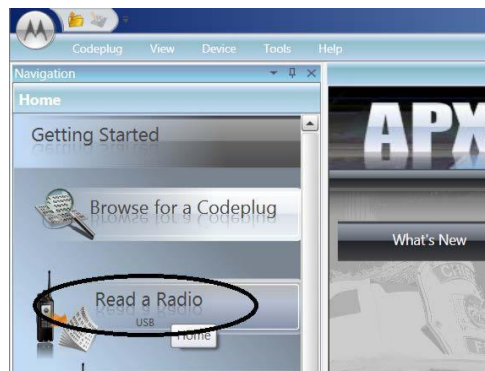 Codeplug View Device Tools Help
Navigation
Home
Getting Started
APX
Browse for a Codeplug
What's New
Read a Radio
USB
Home